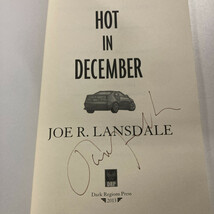 HOT
IN
DECEMBER
JOE R. LANSDALE
Dark Regions Press
2013